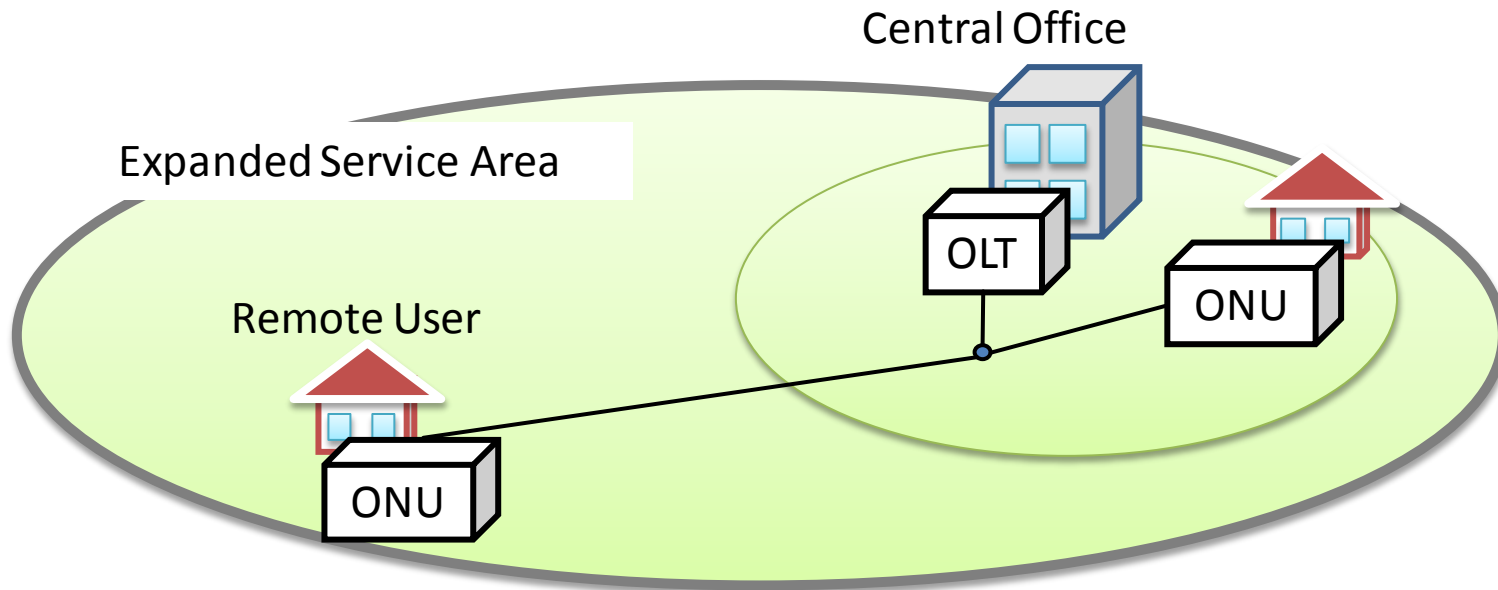 Central Office
Expanded Service Area
OLT
ONU
Remote User
ONU